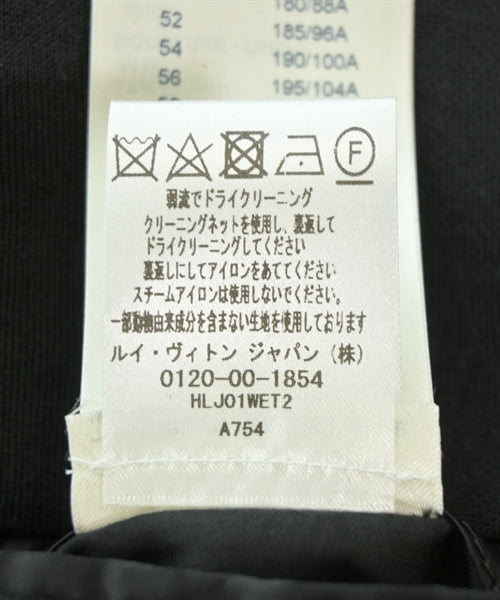 52 180/88A
54 185/96A
56 190/100A
195/104A
F
弱流でドライクリーニング
クリーニングネットを使用し、裏返して
ドライクリーニングしてください
裏返しにしてアイロンをあててください。
スチームアイロンは使用しないでください。
一部動物由来成分を含まない生地を使用しております
ルイ・ヴィトン ジャパン (株)
0120-00-1854
HLJ01WET2
A754